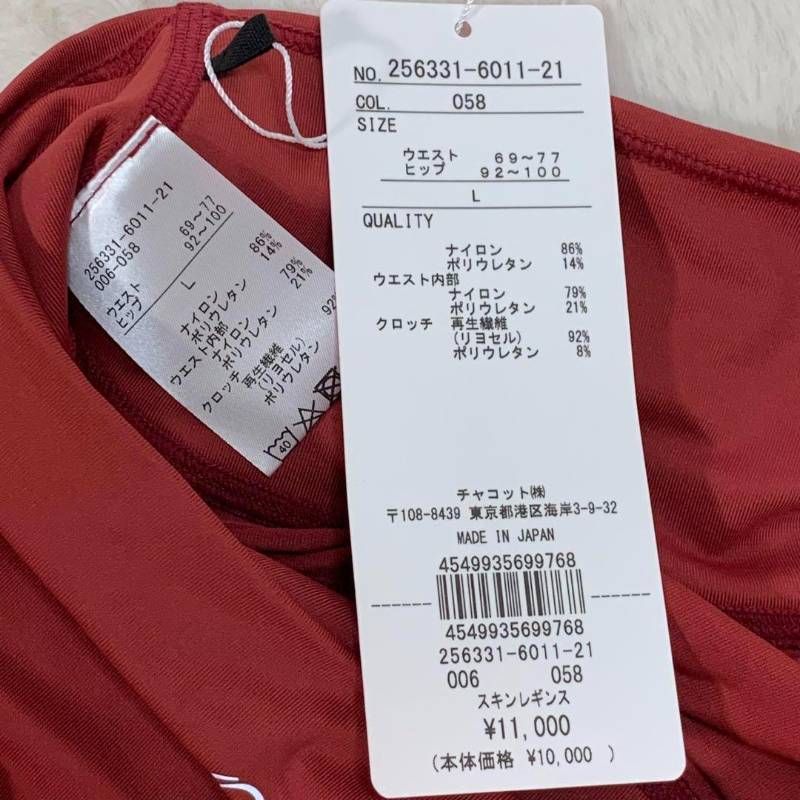 NO. 256331-6011-21
COL. 058
SIZE
ウエスト 69～77
ヒップ 92～100
L
QUALITY
ナイロン 86%
ポリウレタン 14%
ウエスト内部
ナイロン 79%
ポリウレタン 21%
クロッチ 再生繊維
(リヨセル) 92%
ポリウレタン 8%
チャコット㈱
〒108-8439 東京都港区海岸3-9-32
MADE IN JAPAN
4549935699768
4549935699768
256331-6011-21
006 058
スキンレギンス
¥11,000
(本体価格 ¥10,000 )
256331-6011-21
006-058
ウエスト 69～77
ヒップ 92～100
L
ナイロン 86%
ポリウレタン 14%
ウエスト内部
ナイロン 79%
ポリウレタン 21%
クロッチ 再生繊維
(リヨセル) 92
ポリウレタン
40